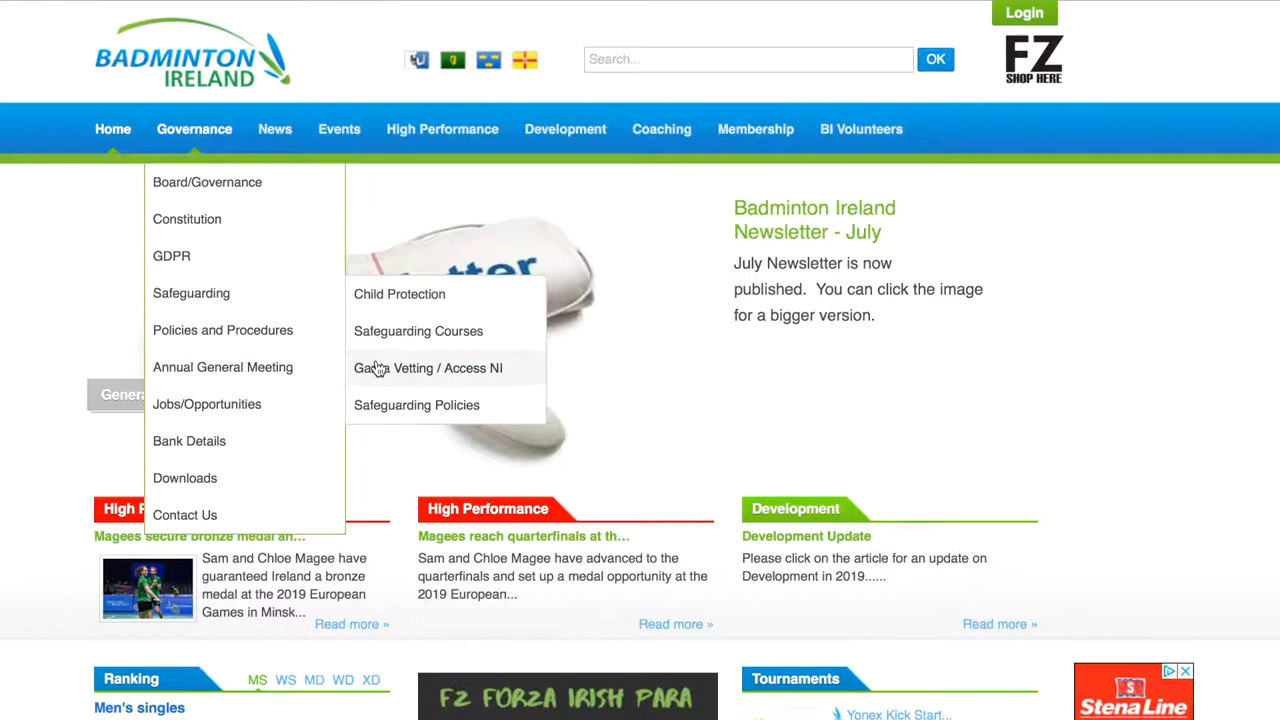 Login
BADMINTON
IRELAND
Search...
OK
FZ
SHOP HERE
Home
Governance
News
Events
High Performance
Development
Coaching
Membership
BI Volunteers
Board/Governance
Constitution
GDPR
Safeguarding
Policies and Procedures
Annual General Meeting
Jobs/Opportunities
Bank Details
Downloads
Contact Us
Child Protection
Safeguarding Courses
Vetting / Access NI
Safeguarding Policies
Badminton Ireland
Newsletter - July
July Newsletter is now
published. You can click the image
for a bigger version.
High Performance
Magees reach quarterfinals at th...
Sam and Chloe Magee have advanced to the
quarterfinals and set up a medal opportunity at the
2019 European...
Read more »
Magees secure bronze medal an...
Sam and Chloe Magee have
guaranteed Ireland a bronze
medal at the 2019 European
Games in Minsk...
Read more »
Development
Development Update
Please click on the article for an update on
Development in 2019......
Read more »
Ranking
MS WS MD WD XD
Men's singles
FZ FORZA IRISH PARA
Tournaments
Yonex Kick Start...
Stena Line